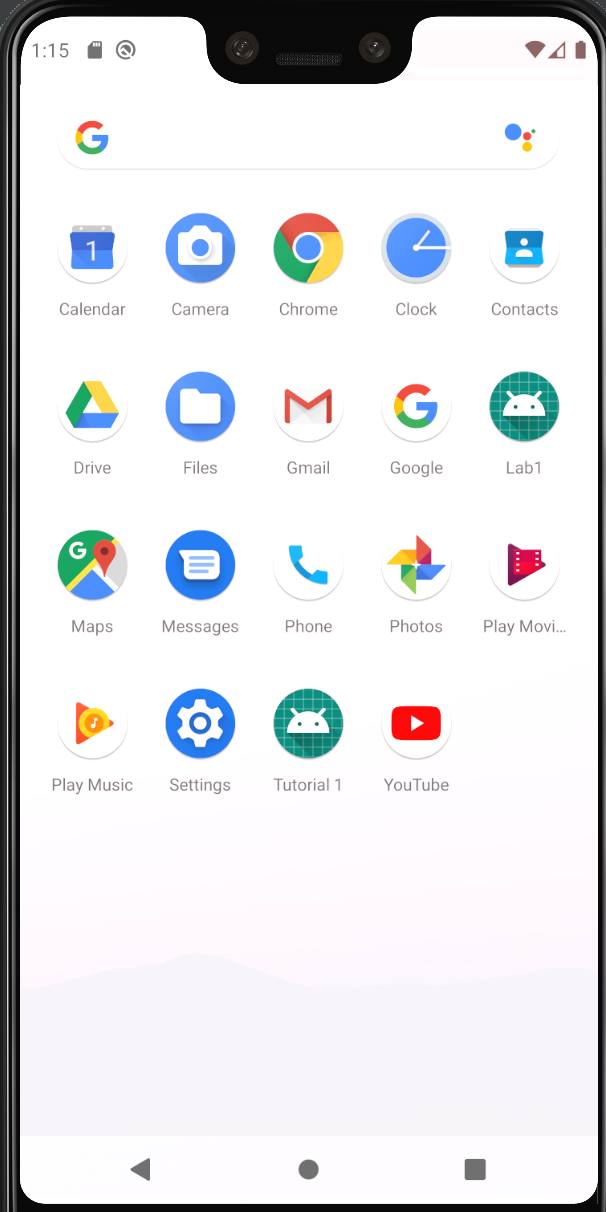 1:15
Calendar Camera Chrome Clock Contacts
Drive Files Gmail Google Lab1
Maps Messages Phone Photos Play Movi...
Play Music Settings Tutorial 1 YouTube